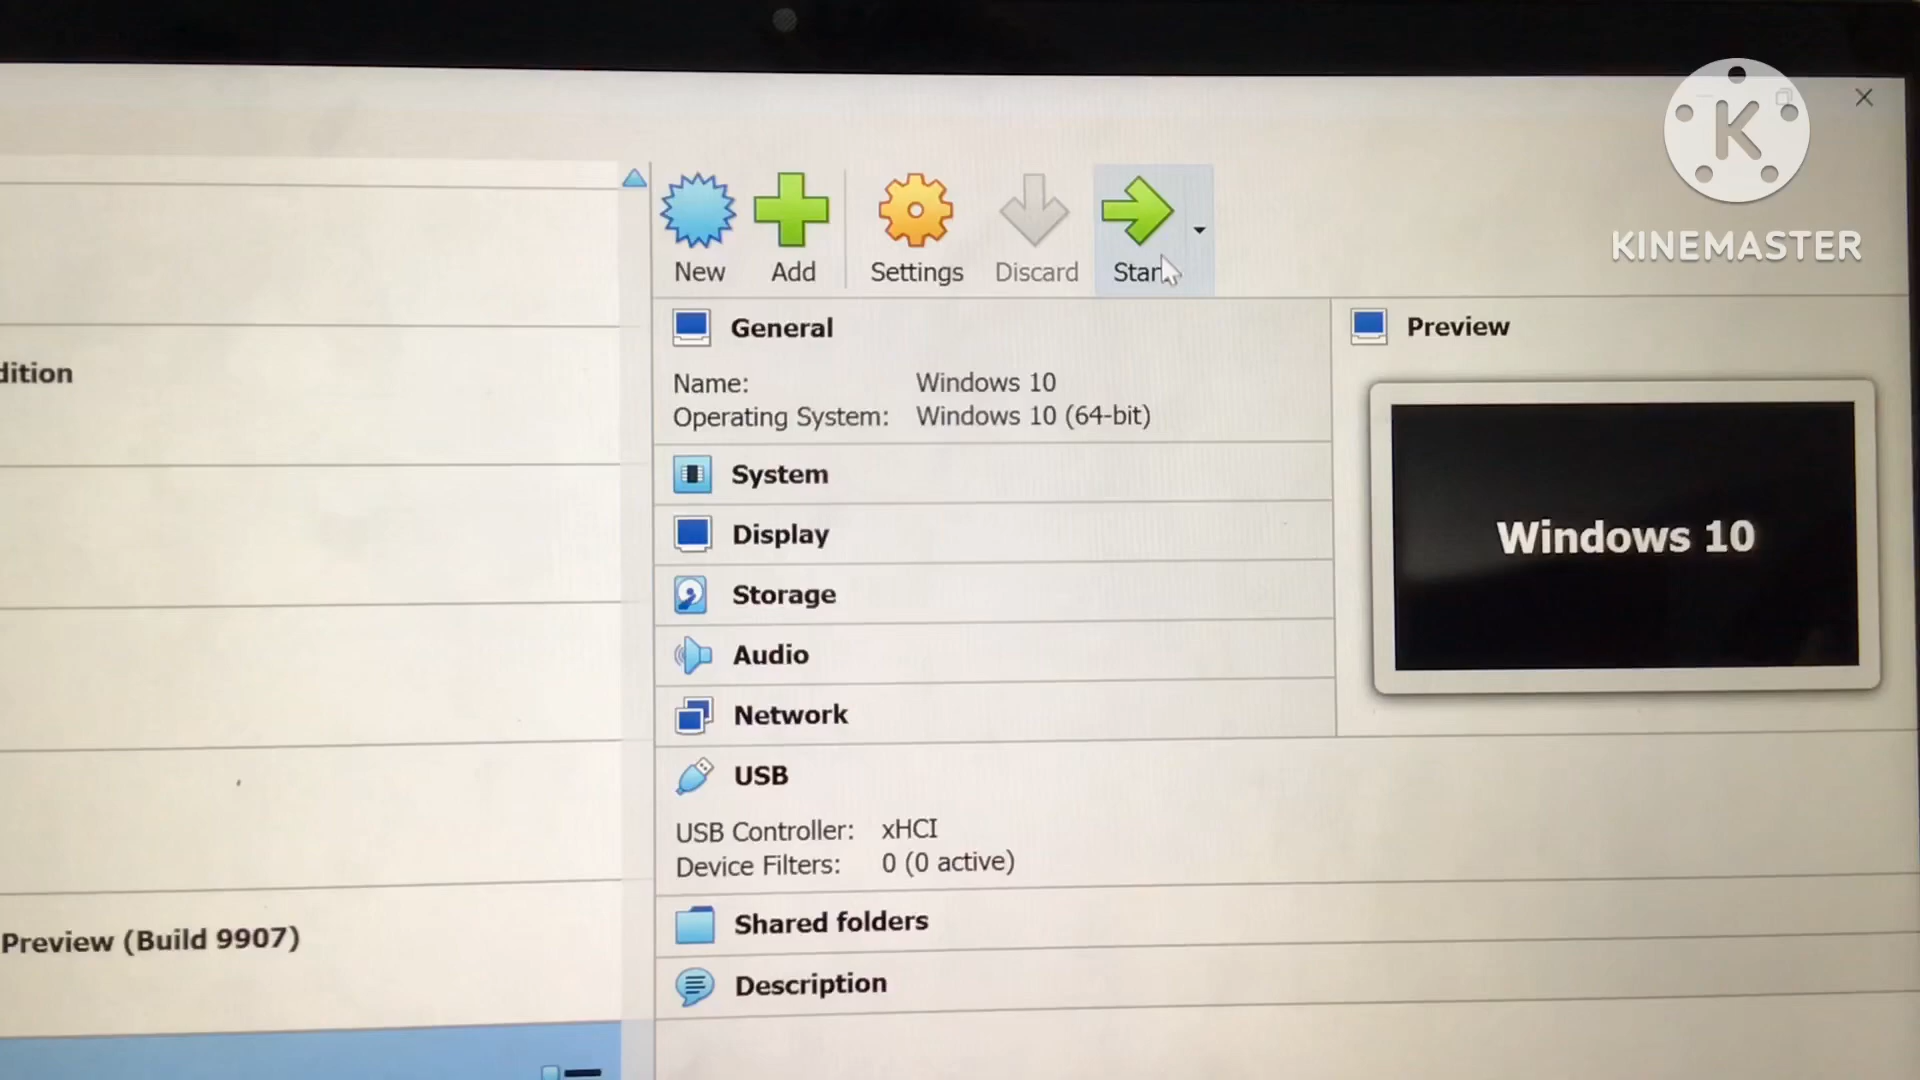 K
KINEMASTER
New
Add
Settings
Discard
Star
General
Name: Windows 10
Operating System: Windows 10 (64-bit)
Preview
Windows 10
System
Display
Storage
Audio
Network
USB
USB Controller: xHCI
Device Filters: 0 (0 active)
Shared folders
Description
dition
Preview (Build 9907)